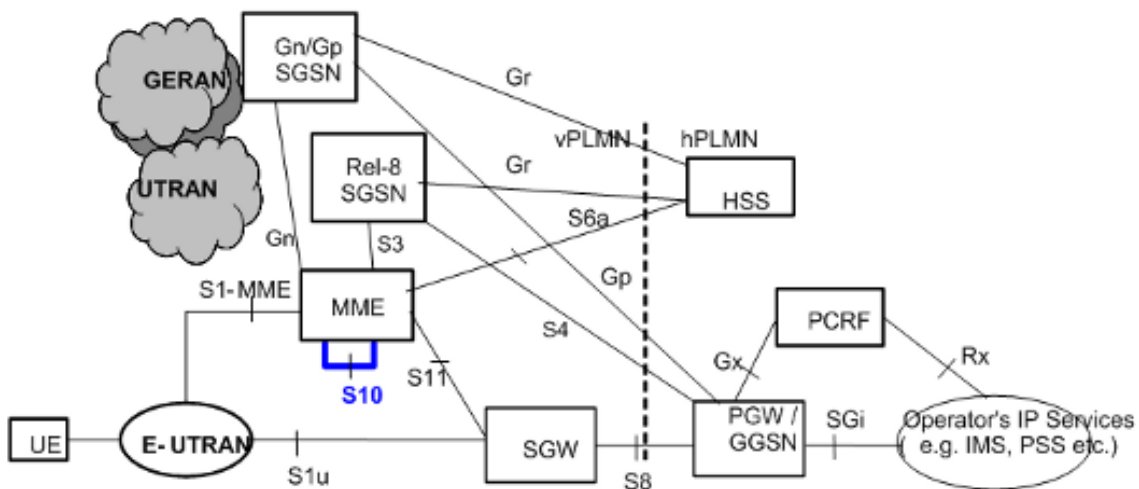 Gn/Gp
SGSN
GERAN
Gr
vPLMN
hPLMN
Rel-8
SGSN
Gr
UTRAN
HSS
S6a
Gn
S3
Gp
S1- MME
MME
PCRF
S4
S11
Gx
Rx
S10
UE
E- UTRAN
SGW
PGW /
GGSN
SGi
Operator's IP Services
( e.g. IMS, PSS etc.)
S1u
S8